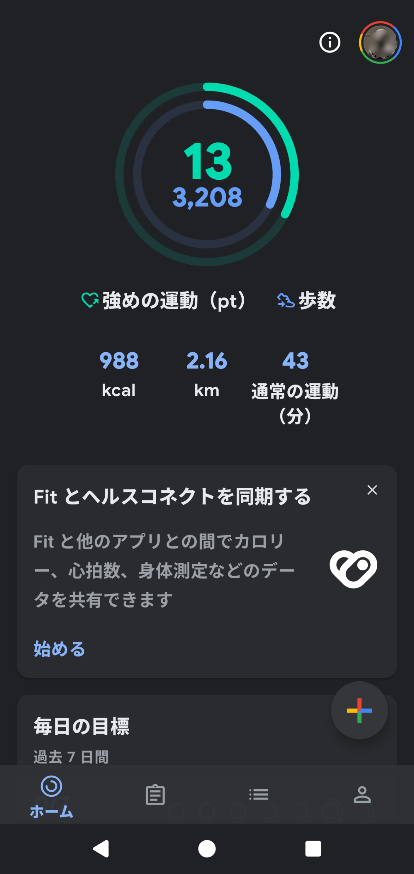 13
3,208
強めの運動（pt） 歩数
988 2.16 43
kcal km 通常の運動
（分）
Fit とヘルスコネクトを同期する
Fit と他のアプリとの間でカロリ
ー、心拍数、身体測定などのデー
タを共有できます
始める
毎日の目標
過去 7 日間
ホーム